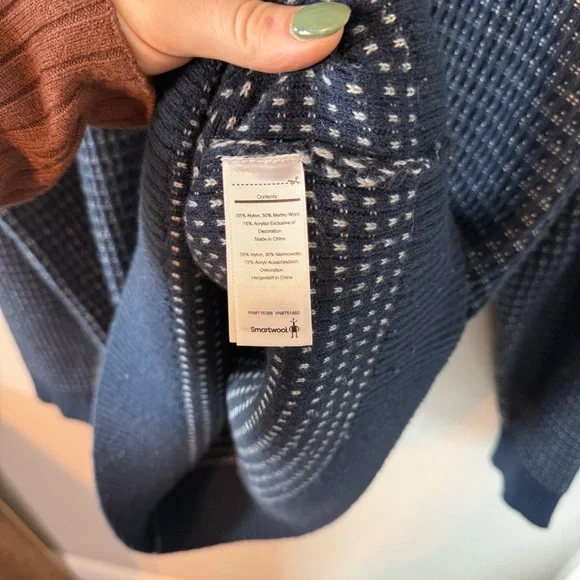 Contents
55% Nylon, 30% Merino Wool,
15% Acrylic Exclusive of
Decoration
Made in China
55% Nylon, 30% Merinowolle,
15% Acryl Ausschliesslich
Dekoration
Hergestellt in China
Smartwool